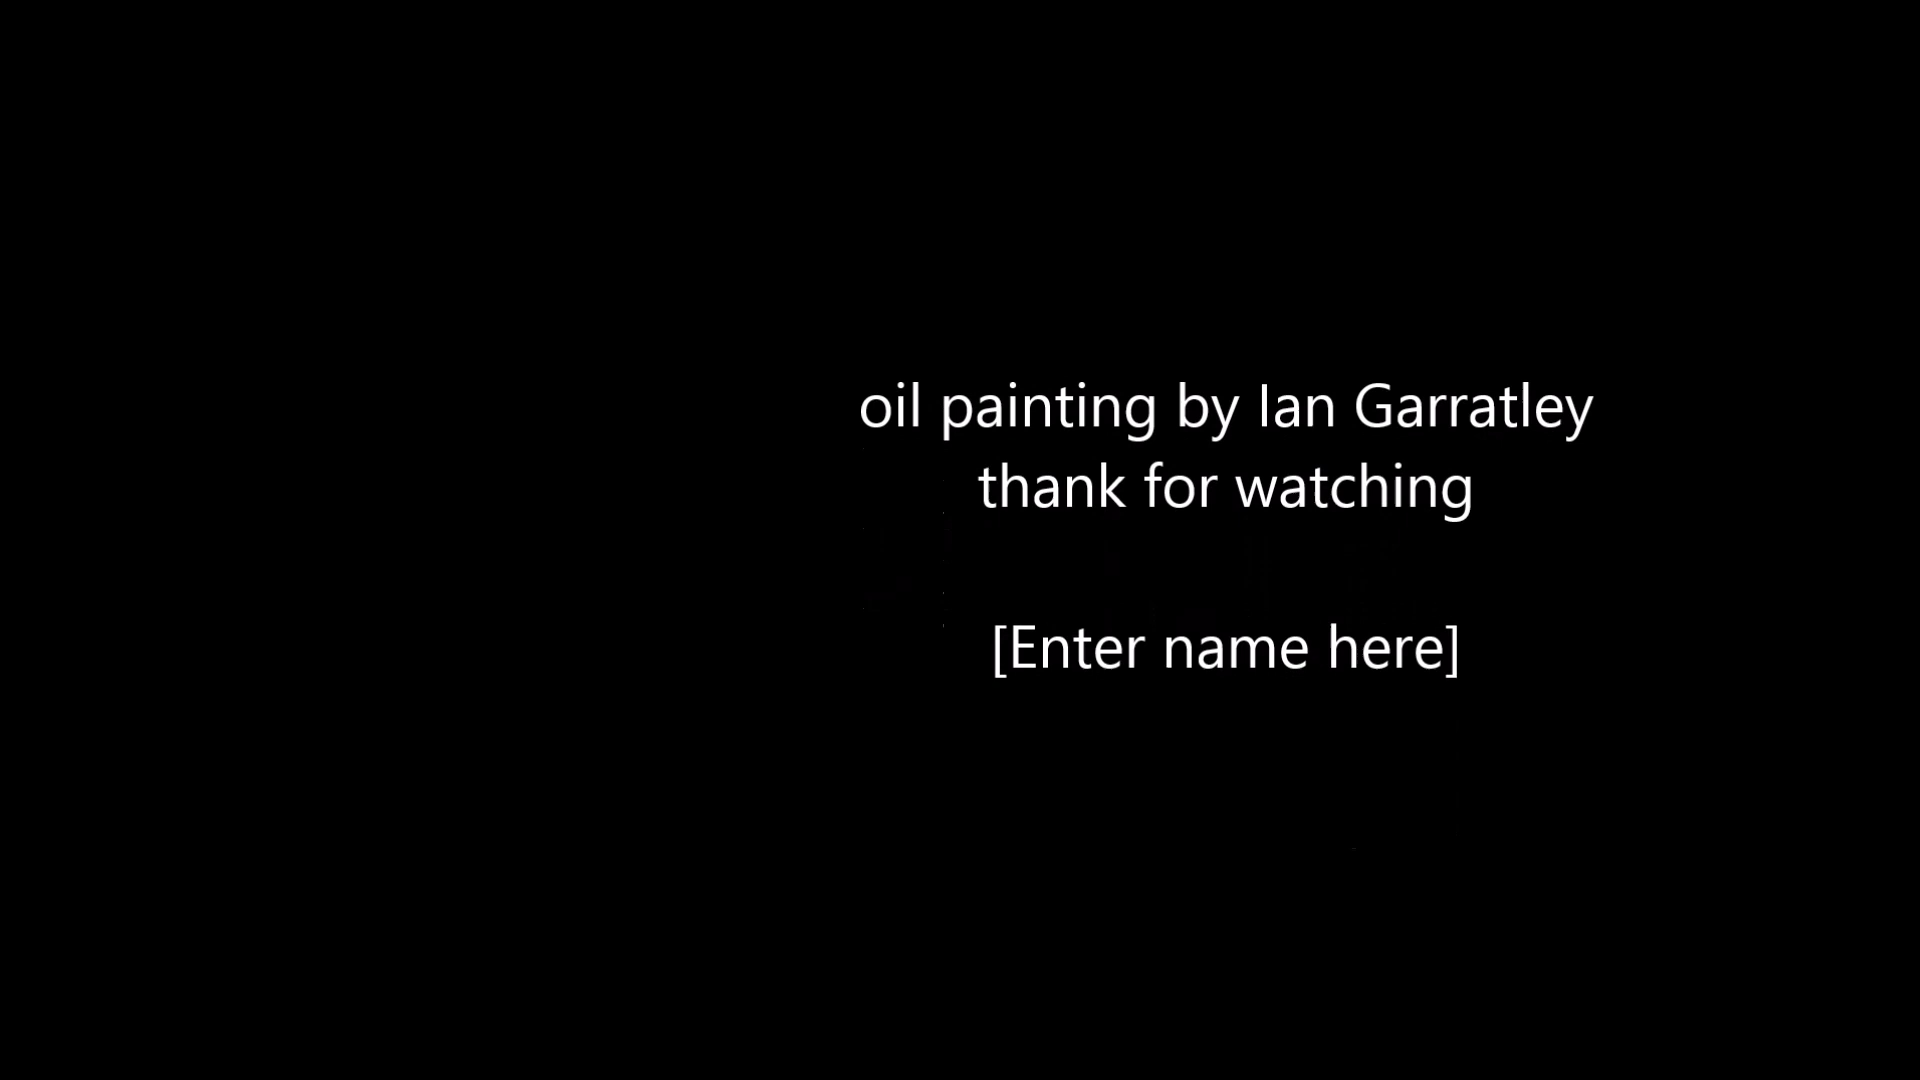 oil painting by Ian Garratley
thank for watching
[Enter name here]